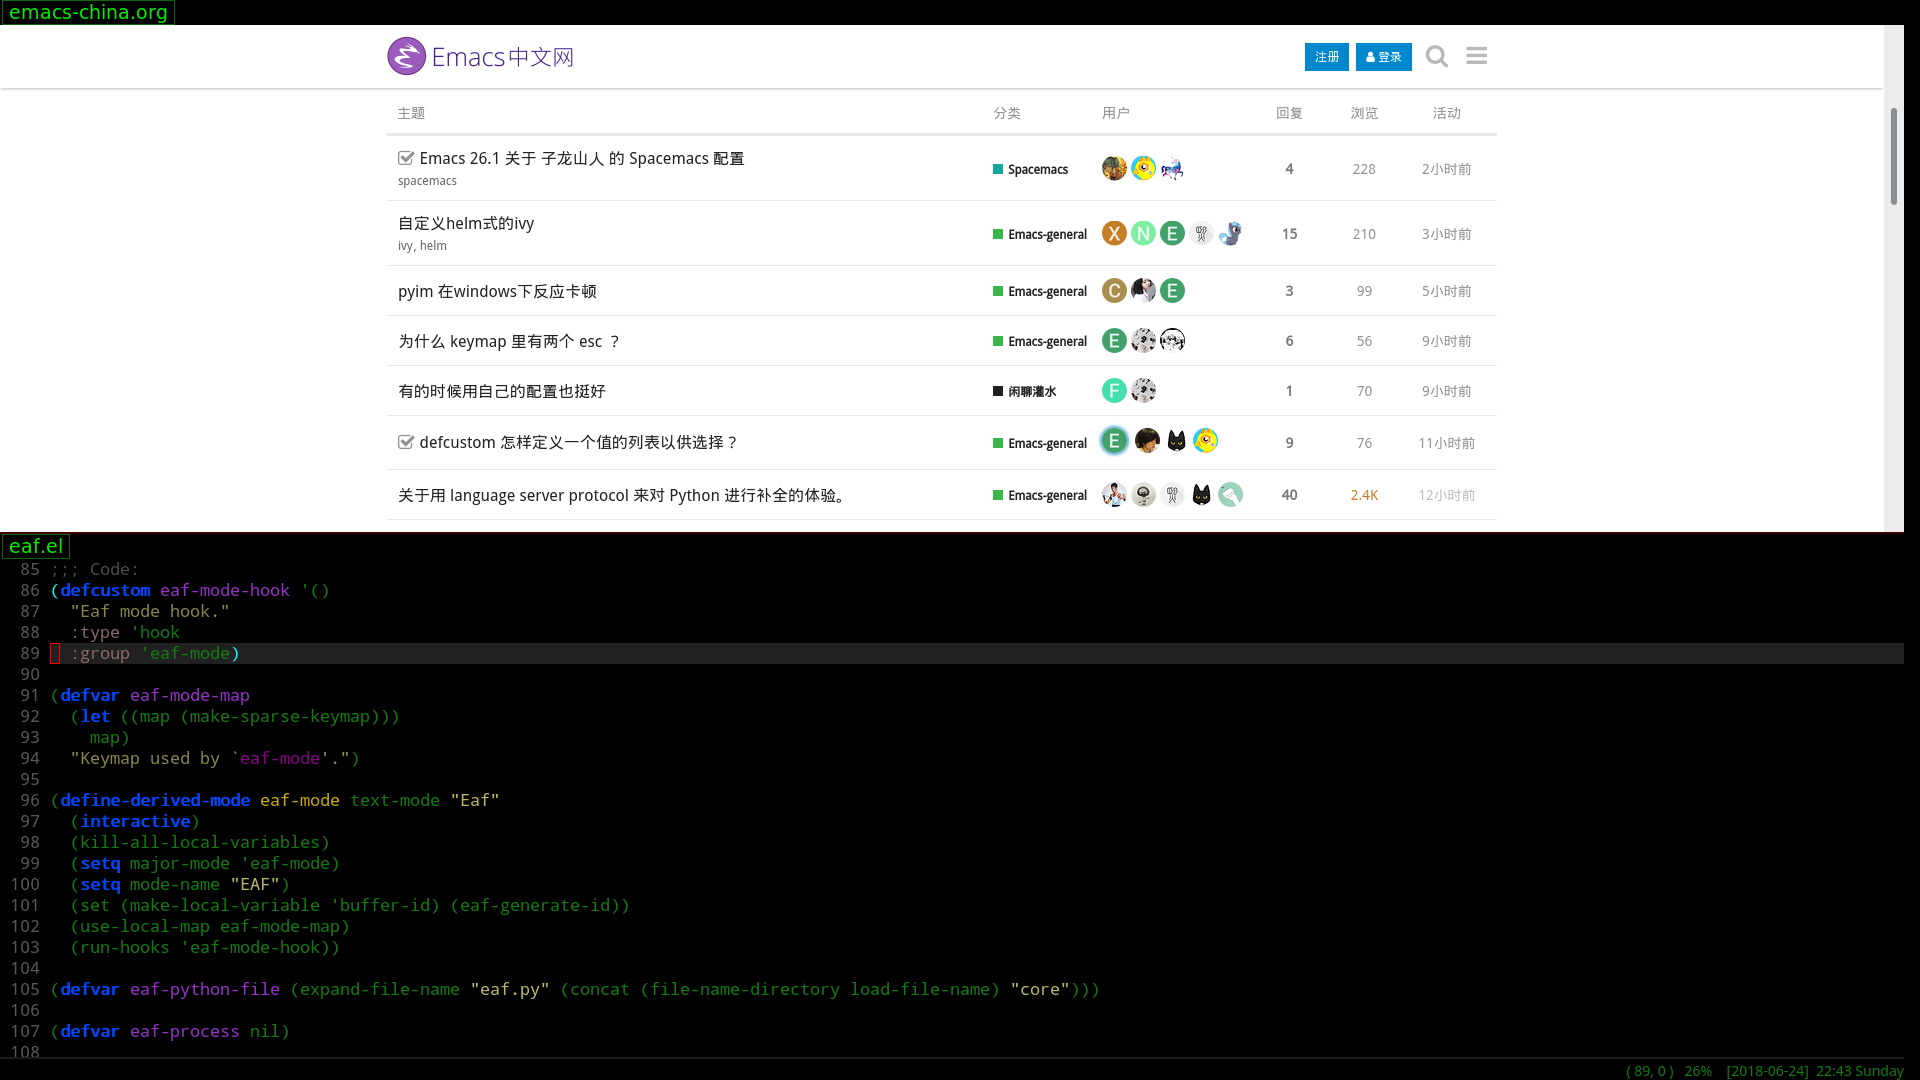 emacs-china.org
Emacs中文网
注册 登录
主题 分类 用户 回复 浏览 活动
Emacs 26.1 关于 子龙山人 的 Spacemacs 配置 Spacemacs 4 228 2小时前
spacemacs
自定义helm式的ivy Emacs-general X N E 15 210 3小时前
ivy, helm
pyim 在windows下反应卡顿 Emacs-general C E 3 99 5小时前
为什么 keymap 里有两个 esc ？ Emacs-general E 6 56 9小时前
有的时候用自己的配置也挺好 闲聊灌水 F 1 70 9小时前
defcustom 怎样定义一个值的列表以供选择？ Emacs-general E 9 76 11小时前
关于用 language server protocol 来对 Python 进行补全的体验。 Emacs-general 40 2.4K 12小时前
eaf.el
85 ;;; Code:
86 (defcustom eaf-mode-hook '()
87 "Eaf mode hook."
88 :type 'hook
89 :group 'eaf-mode)
90
91 (defvar eaf-mode-map
92 (let ((map (make-sparse-keymap)))
93 map)
94 "Keymap used by `eaf-mode'.")
95
96 (define-derived-mode eaf-mode text-mode "Eaf"
97 (interactive)
98 (kill-all-local-variables)
99 (setq major-mode 'eaf-mode)
100 (setq mode-name "EAF")
101 (set (make-local-variable 'buffer-id) (eaf-generate-id))
102 (use-local-map eaf-mode-map)
103 (run-hooks 'eaf-mode-hook))
104
105 (defvar eaf-python-file (expand-file-name "eaf.py" (concat (file-name-directory load-file-name) "core")))
106
107 (defvar eaf-process nil)
108
( 89, 0 ) 26% [2018-06-24] 22:43 Sunday